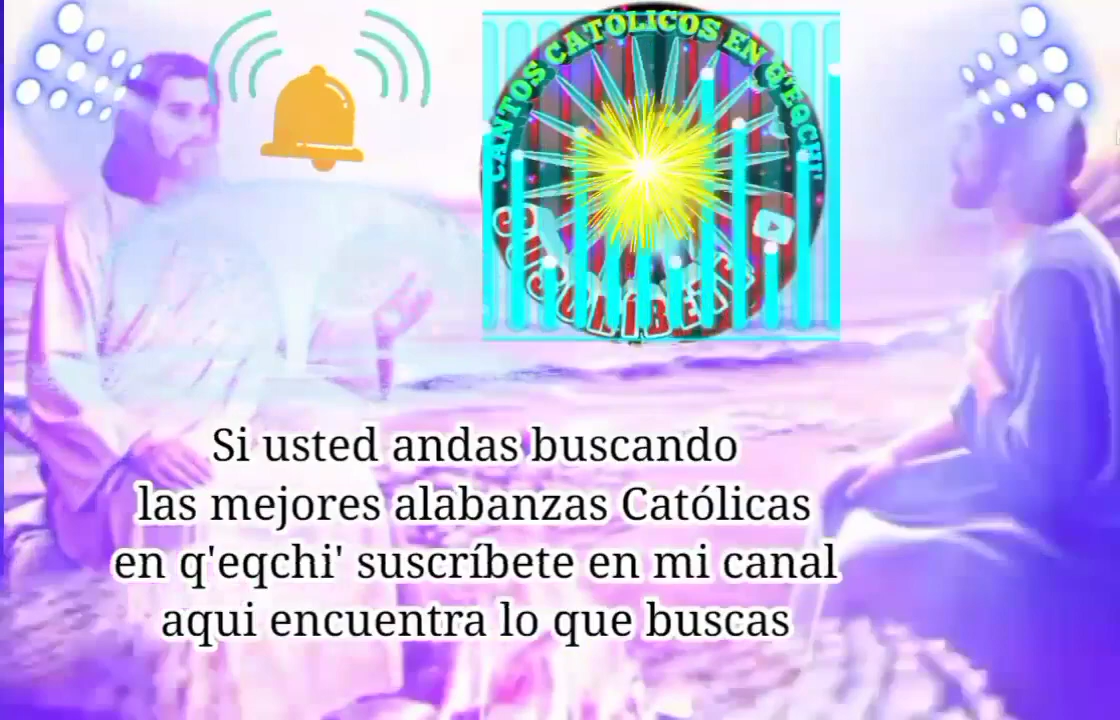 CANTOS CATÓLICOS EN Q'EQCHI'
SUSCRÍBETE
Si usted andas buscando
las mejores alabanzas Católicas
en q'eqchi' suscríbete en mi canal
aqui encuentra lo que buscas